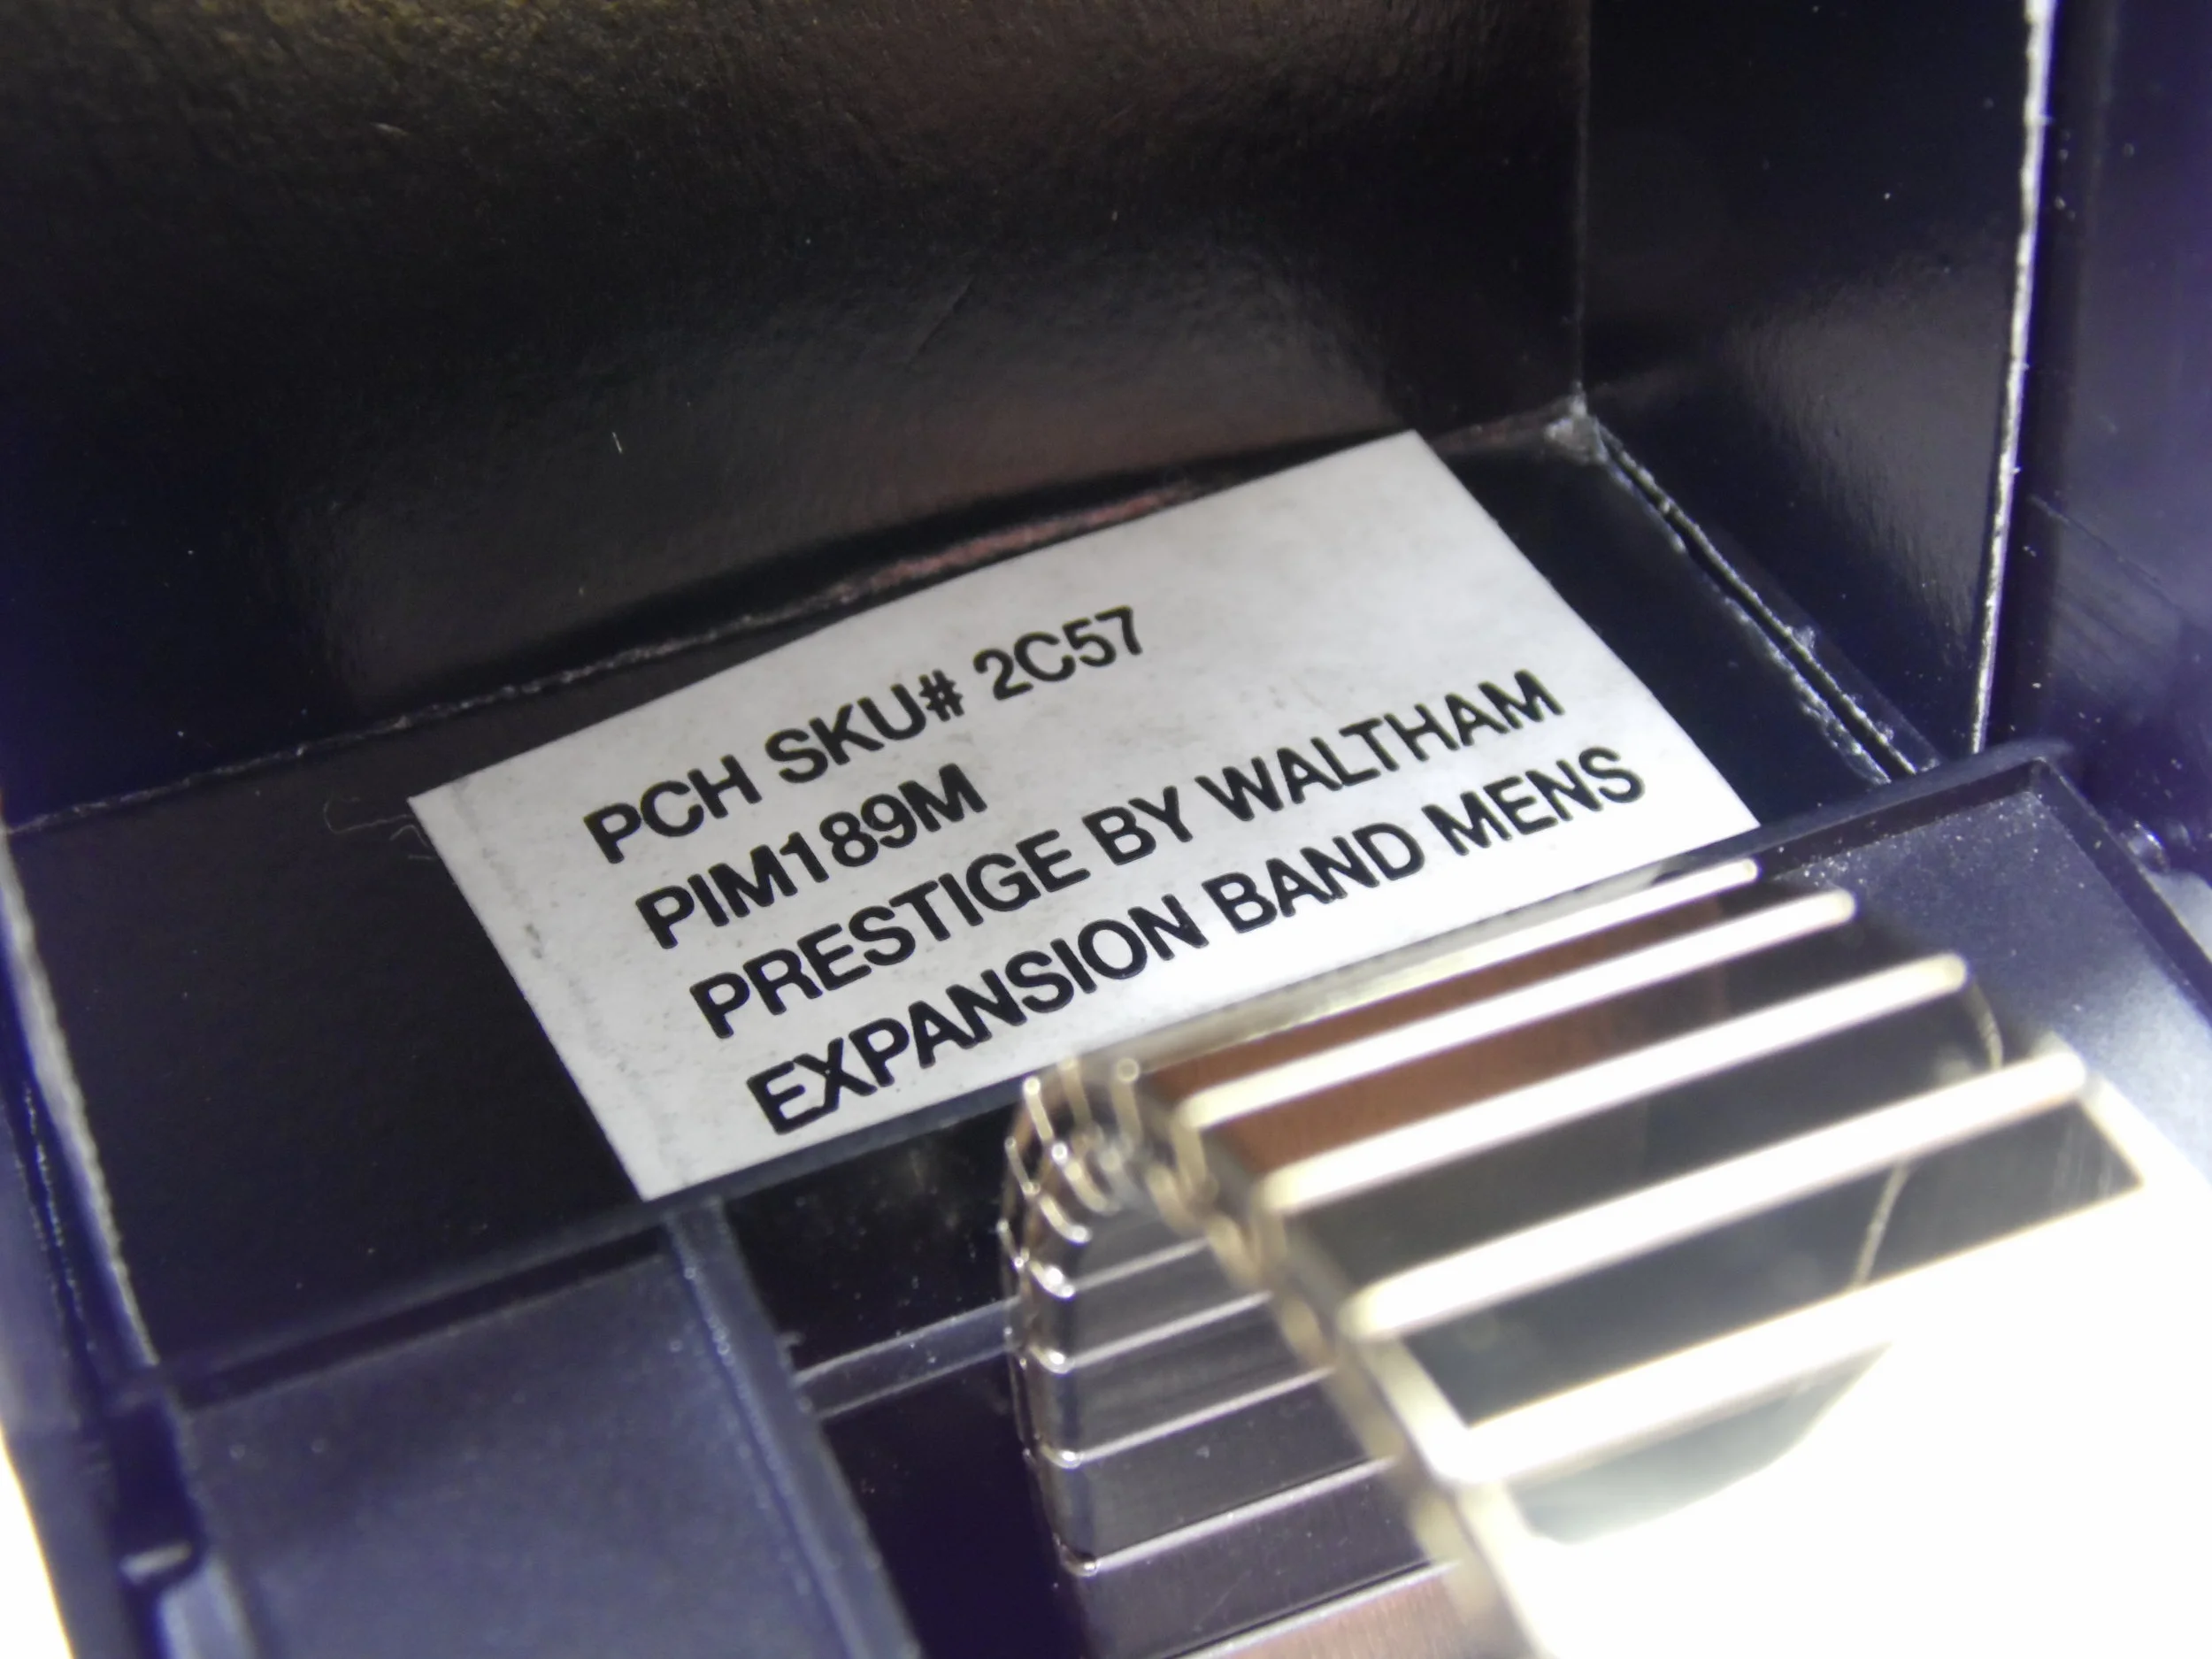 PCH SKU# 2C57
PIM189M
PRESTIGE BY WALTHAM
EXPANSION BAND MENS